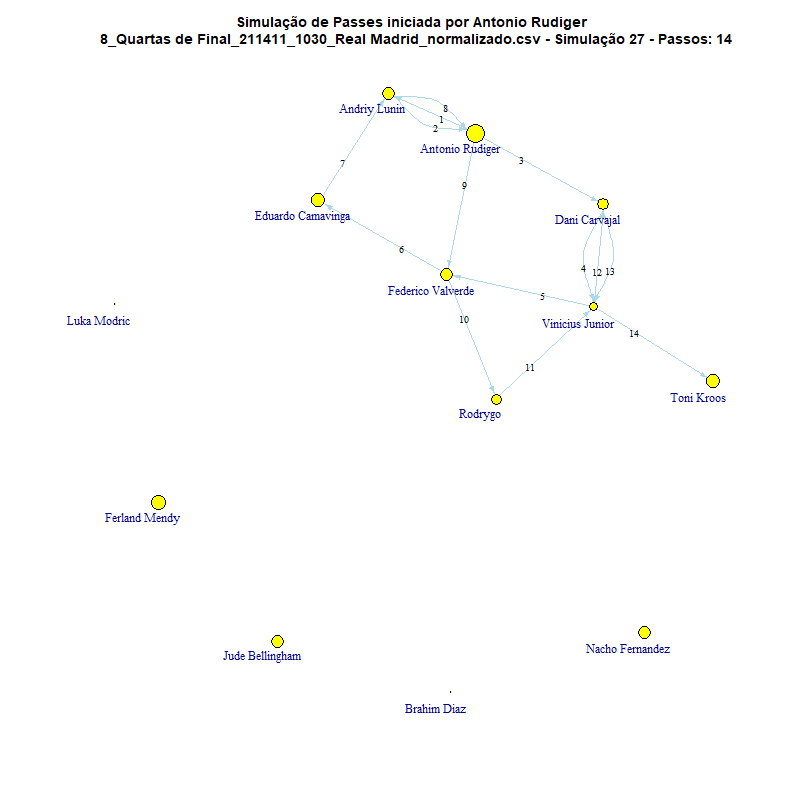 Simulação de Passes iniciada por Antonio Rudiger
8_Quartas de Final_211411_1030_Real Madrid_normalizado.csv - Simulação 27 - Passos: 14
Andriy Lunin
8
1
2
Antonio Rudiger
3
7
9
Eduardo Camavinga
Dani Carvajal
6
4
12
13
Federico Valverde
5
Luka Modric
10
Vinicius Junior
14
11
Toni Kroos
Rodrygo
Ferland Mendy
Jude Bellingham
Nacho Fernandez
Brahim Diaz